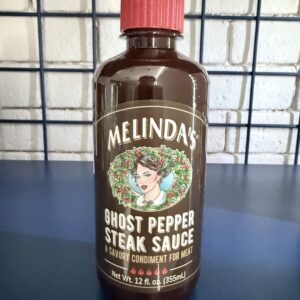 MELINDA'S
GHOST PEPPER
STEAK SAUCE
A SAVORY CONDIMENT FOR MEAT
Net Wt. 12 fl. oz. (355mL)